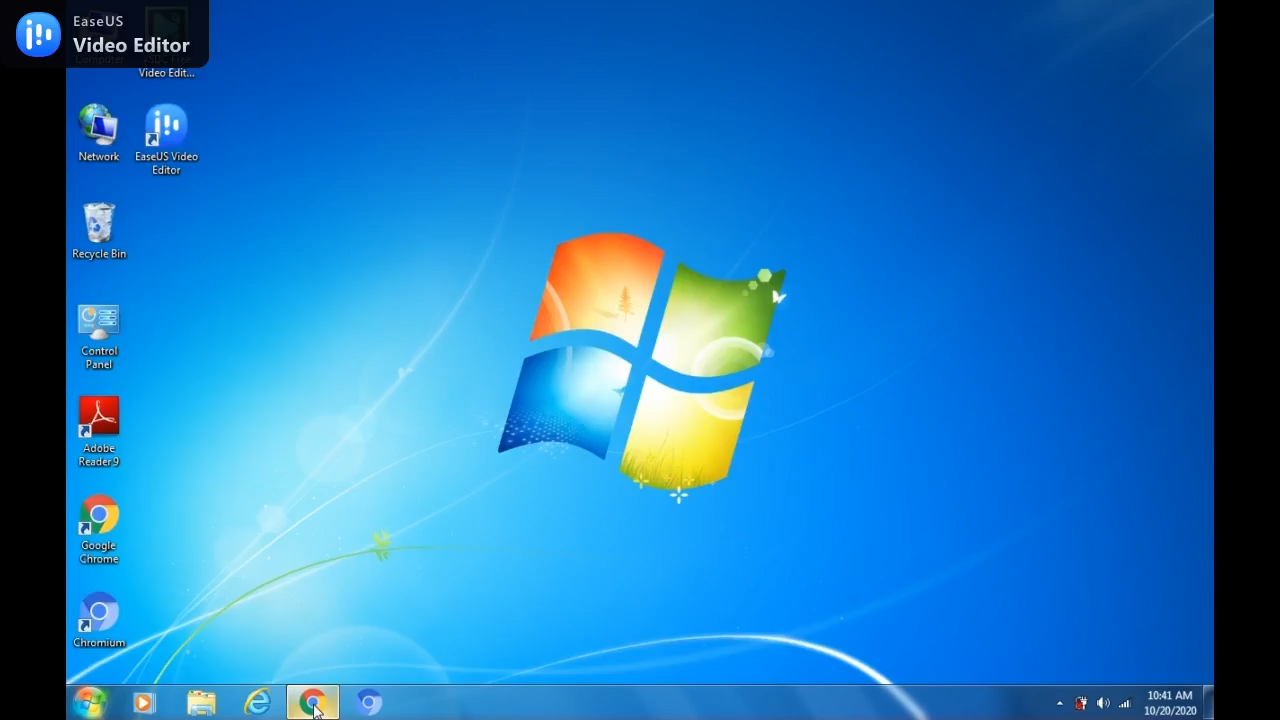 EaseUS
Video Editor
Computer
Video Edit...
Network
EaseUS Video
Editor
Recycle Bin
Control
Panel
Adobe
Reader 9
Google
Chrome
Chromium
10:41 AM
10/20/2020